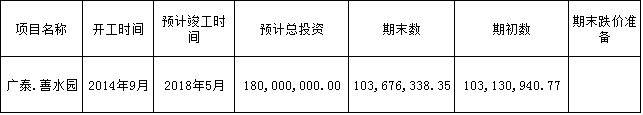 项目名称 开工时间 预计竣工时间 预计总投资 期末数 期初数 期末跌价准备
广泰.善水园 2014年9月 2018年5月 180,000,000.00 103,676,338.35 103,130,940.77